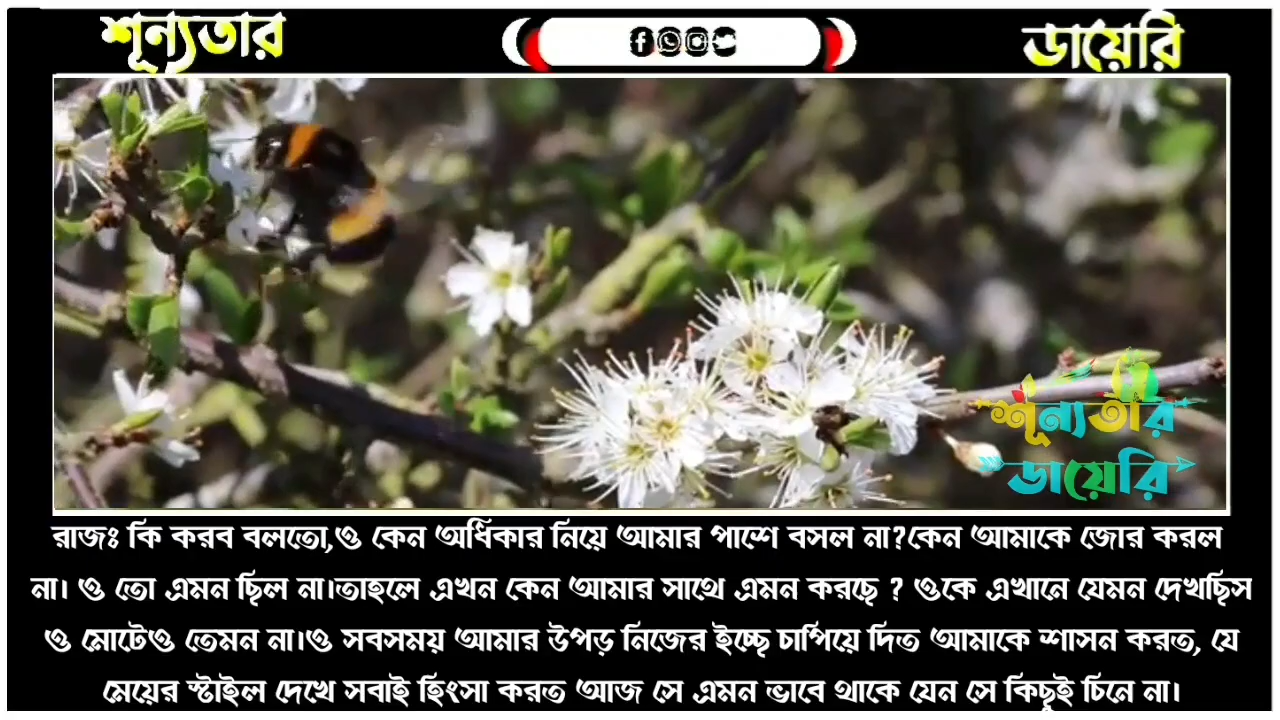 শূন্যতার ডায়েরি
শূন্যতার
ডায়েরি
রাজঃ কি করব বলতো,ও কেন অধিকার নিয়ে আমার পাশে বসল না?কেন আমাকে জোর করল
না। ও তো এমন ছিল না।তাহলে এখন কেন আমার সাথে এমন করছে ? ওকে এখানে যেমন দেখছিস
ও মোটেও তেমন না।ও সবসময় আমার উপড় নিজের ইচ্ছে চাপিয়ে দিত আমাকে শাসন করত, যে
মেয়ের স্টাইল দেখে সবাই হিংসা করত আজ সে এমন ভাবে থাকে যেন সে কিছুই চিনে না।